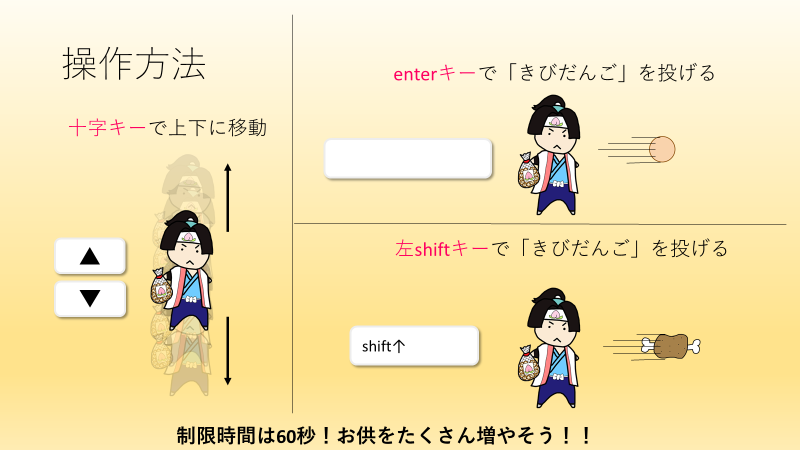 操作方法
十字キーで上下に移動
▲
▼
enterキーで「きびだんご」を投げる
左shiftキーで「きびだんご」を投げる
shift↑
制限時間は60秒！お供をたくさん増やそう！！